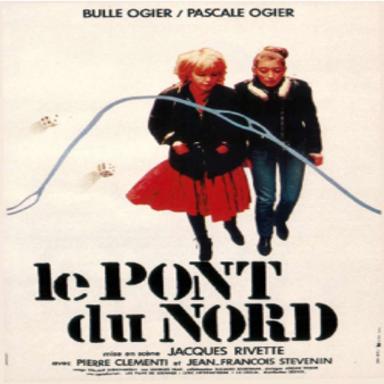 BULLE OGIER / PASCALE OGIER
le PONT
du NORD
mise en scène JACQUES RIVETTE
avec PIERRE CLEMENTI et JEAN.FRANCOIS STEVENIN